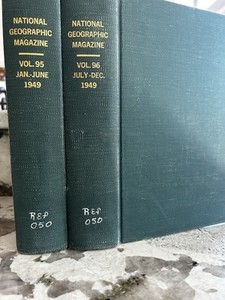 NATIONAL
GEOGRAPHIC
MAGAZINE
VOL. 95
JAN.-JUNE
1949
REF
050
NATIONAL
GEOGRAPHIC
MAGAZINE
VOL. 96
JULY-DEC.
1949
REF
050